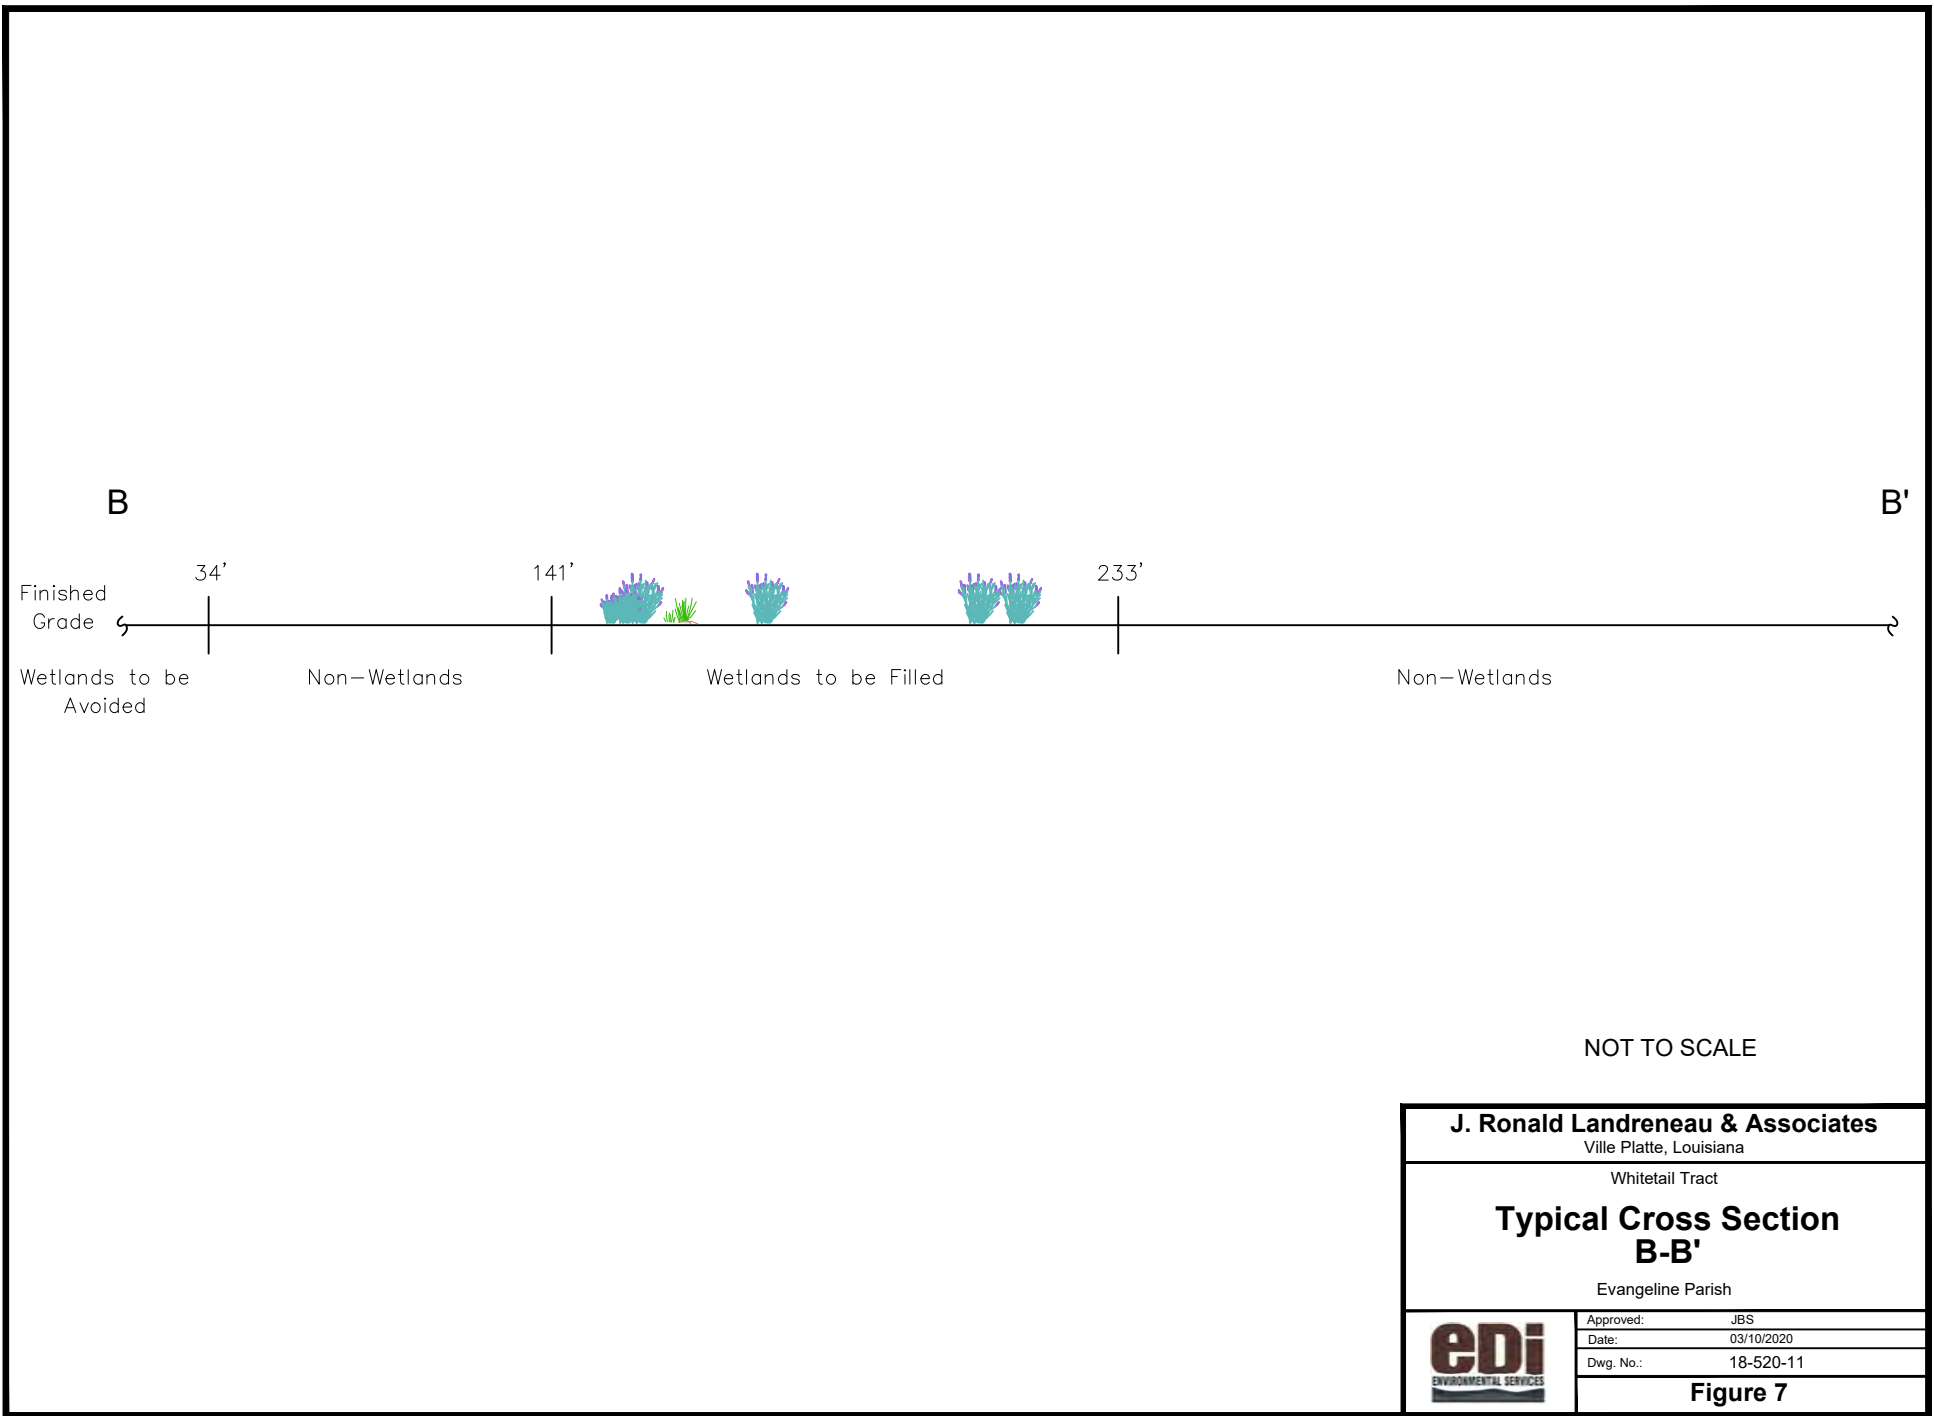 B
B'
34'
141'
233'
Finished
Grade
Wetlands to be
Avoided
Non-Wetlands
Wetlands to be Filled
Non-Wetlands
NOT TO SCALE
J. Ronald Landreneau & Associates
Ville Platte, Louisiana
Whitetail Tract
Typical Cross Section
B-B'
Evangeline Parish
eDi
ENVIRONMENTAL SERVICES
Approved: JBS
Date: 03/10/2020
Dwg. No.: 18-520-11
Figure 7